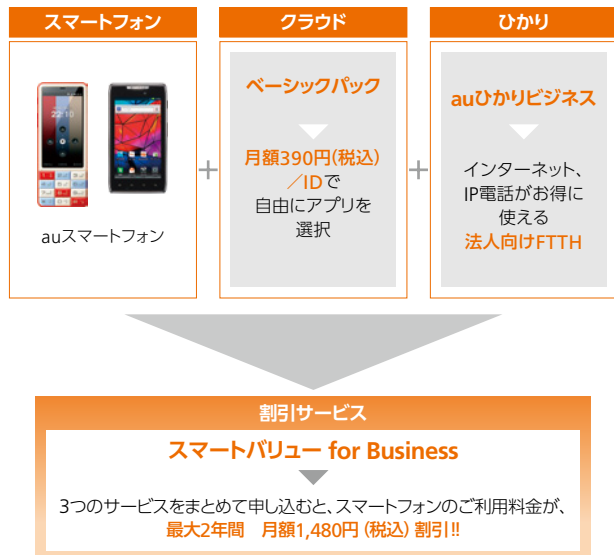 スマートフォン
auスマートフォン
+
クラウド
ベーシックパック
月額390円(税込)
/IDで
自由にアプリを
選択
+
ひかり
auひかりビジネス
インターネット、
IP電話がお得に
使える
法人向けFTTH
割引サービス
スマートバリュー for Business
3つのサービスをまとめて申し込むと、スマートフォンのご利用料金が、
最大2年間 月額1,480円(税込)割引!!